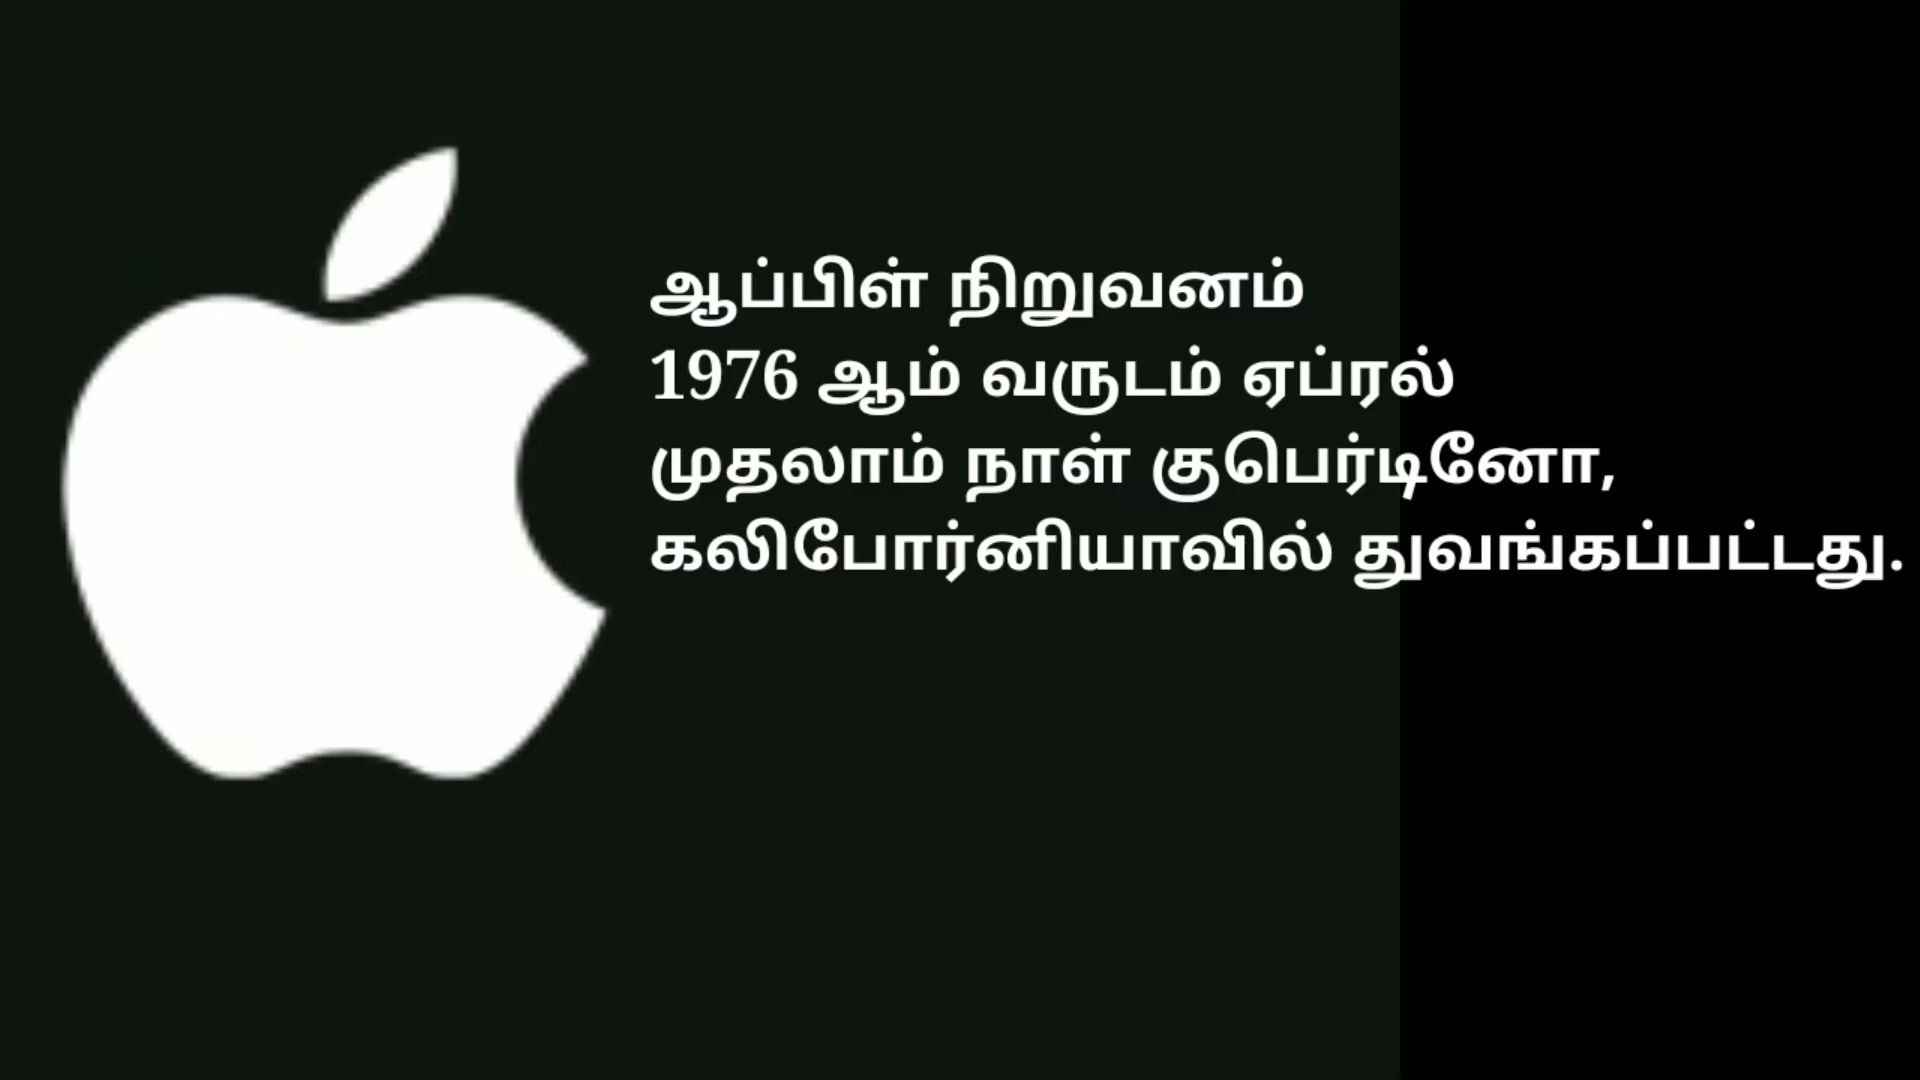 ஆப்பிள் நிறுவனம்
1976 ஆம் வருடம் ஏப்ரல்
முதலாம் நாள் குபெர்டினோ,
கலிபோர்னியாவில் துவங்கப்பட்டது.